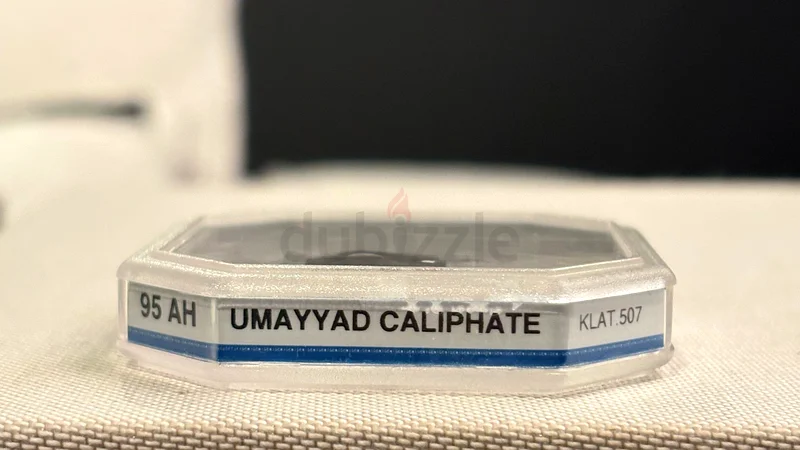 dubizzle
95 AH UMAYYAD CALIPHATE KLAT.507